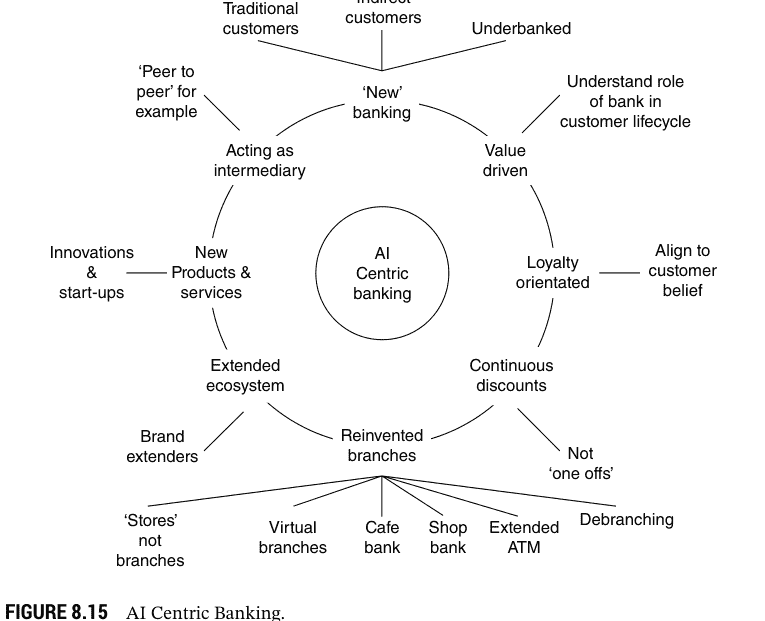 Traditional
customers
Indirect
customers
Underbanked
‘Peer to
peer’ for
example
‘New’
banking
Understand role
of bank in
customer lifecycle
Acting as
intermediary
Value
driven
Innovations
&
start-ups
New
Products &
services
AI
Centric
banking
Loyalty
orientated
Align to
customer
belief
Extended
ecosystem
Continuous
discounts
Brand
extenders
Reinvented
branches
Not
‘one offs’
‘Stores’
not
branches
Virtual
branches
Cafe
bank
Shop
bank
Extended
ATM
Debranching
FIGURE 8.15 AI Centric Banking.